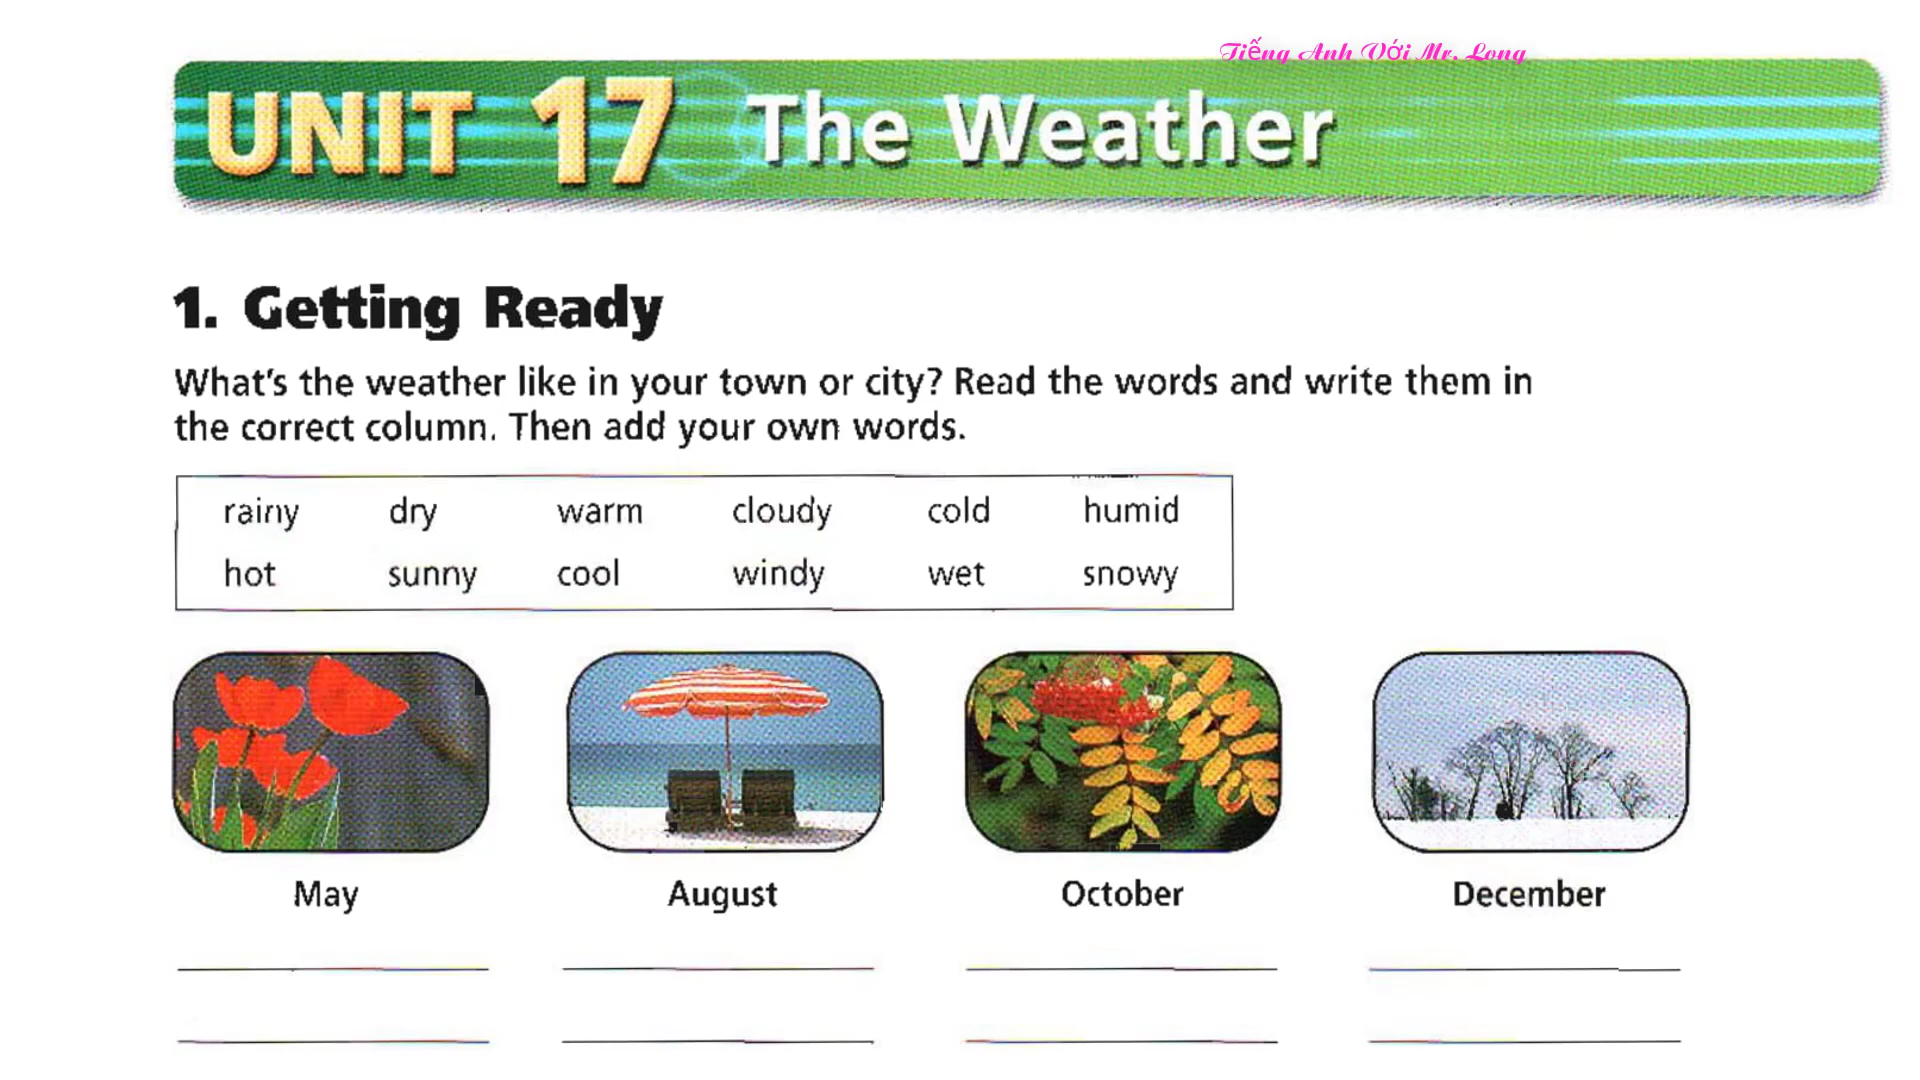 Tiếng Anh Với Mr. Long
UNIT 17 The Weather
1. Getting Ready
What's the weather like in your town or city? Read the words and write them in
the correct column. Then add your own words.
rainy dry warm cloudy cold humid
hot sunny cool windy wet snowy
May August October December